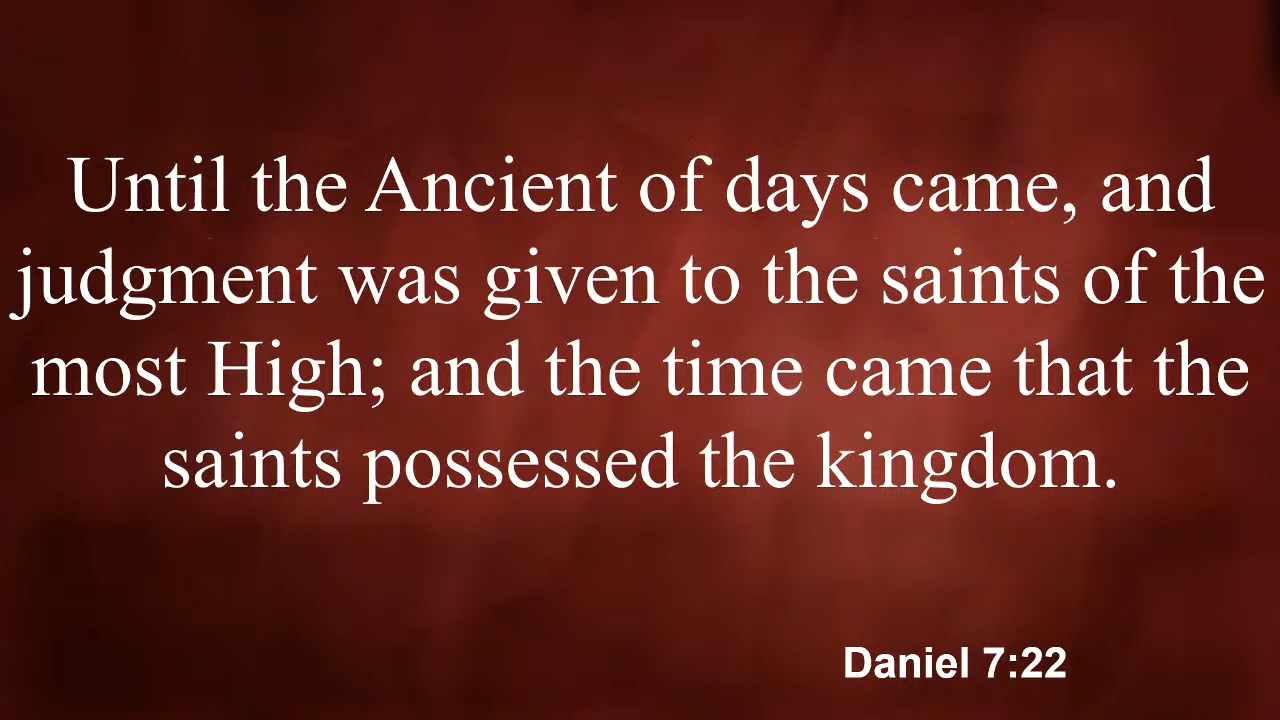 Until the Ancient of days came, and
judgment was given to the saints of the
most High; and the time came that the
saints possessed the kingdom.
Daniel 7:22